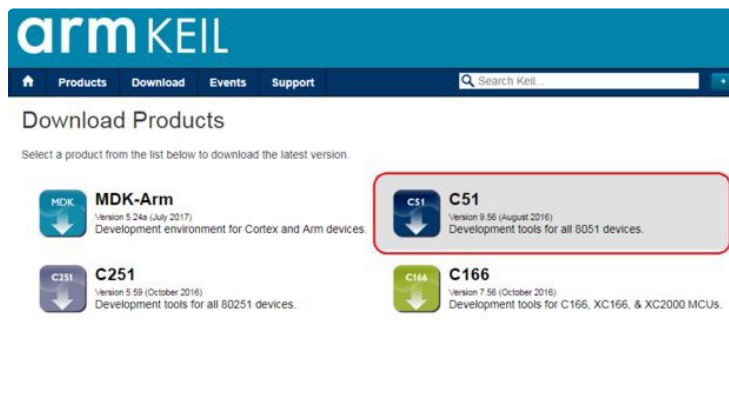 arm KEIL
Products Download Events Support Search Keil...
Download Products
Select a product from the list below to download the latest version.
MDK
MDK-Arm
Version 5.24a (July 2017)
Development environment for Cortex and Arm devices.
C51
C51
Version 9.56 (August 2016)
Development tools for all 8051 devices.
C251
C251
Version 5.59 (October 2016)
Development tools for all 80251 devices.
C166
C166
Version 7.56 (October 2016)
Development tools for C166, XC166, & XC2000 MCUs.